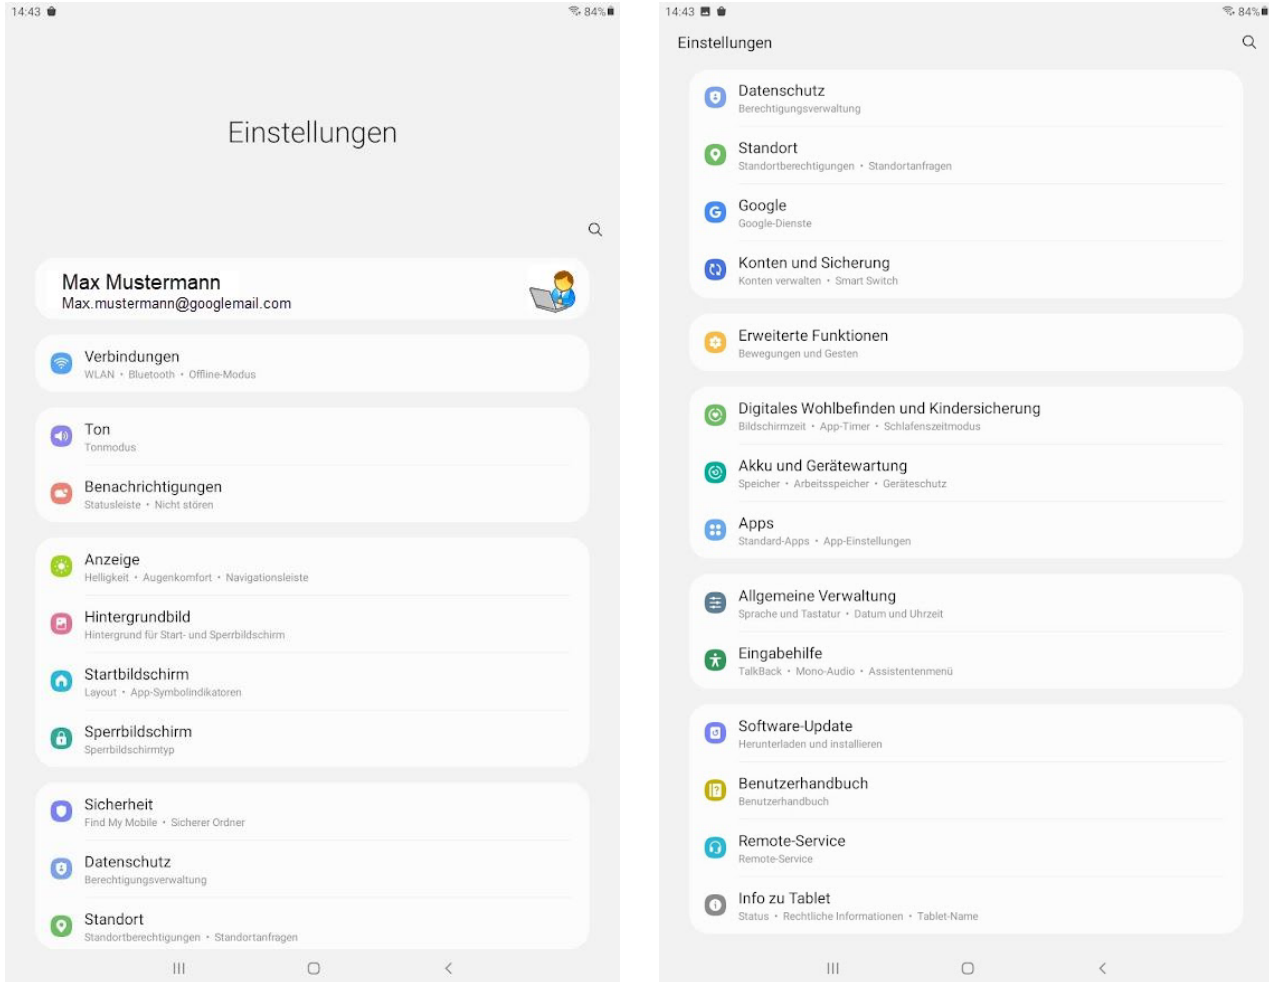 14:43
84%
Einstellungen
Max Mustermann
Max.mustermann@googlemail.com
Verbindungen
WLAN • Bluetooth • Offline-Modus
Ton
Tonmodus
Benachrichtigungen
Statusleiste • Nicht stören
Anzeige
Helligkeit • Augenkomfort • Navigationsleiste
Hintergrundbild
Hintergrund für Start- und Sperrbildschirm
Startbildschirm
Layout • App-Symbolindikatoren
Sperrbildschirm
Sperrbildschirmtyp
Sicherheit
Find My Mobile • Sicherer Ordner
Datenschutz
Berechtigungsverwaltung
Standort
Standortberechtigungen • Standortanfragen
14:43
84%
Einstellungen
Datenschutz
Berechtigungsverwaltung
Standort
Standortberechtigungen • Standortanfragen
Google
Google-Dienste
Konten und Sicherung
Konten verwalten • Smart Switch
Erweiterte Funktionen
Bewegungen und Gesten
Digitales Wohlbefinden und Kindersicherung
Bildschirmzeit • App-Timer • Schlafenszeitmodus
Akku und Gerätewartung
Speicher • Arbeitsspeicher • Geräteschutz
Apps
Standard-Apps • App-Einstellungen
Allgemeine Verwaltung
Sprache und Tastatur • Datum und Uhrzeit
Eingabehilfe
TalkBack • Mono-Audio • Assistentenmenü
Software-Update
Herunterladen und installieren
Benutzerhandbuch
Benutzerhandbuch
Remote-Service
Remote-Service
Info zu Tablet
Status • Rechtliche Informationen • Tablet-Name